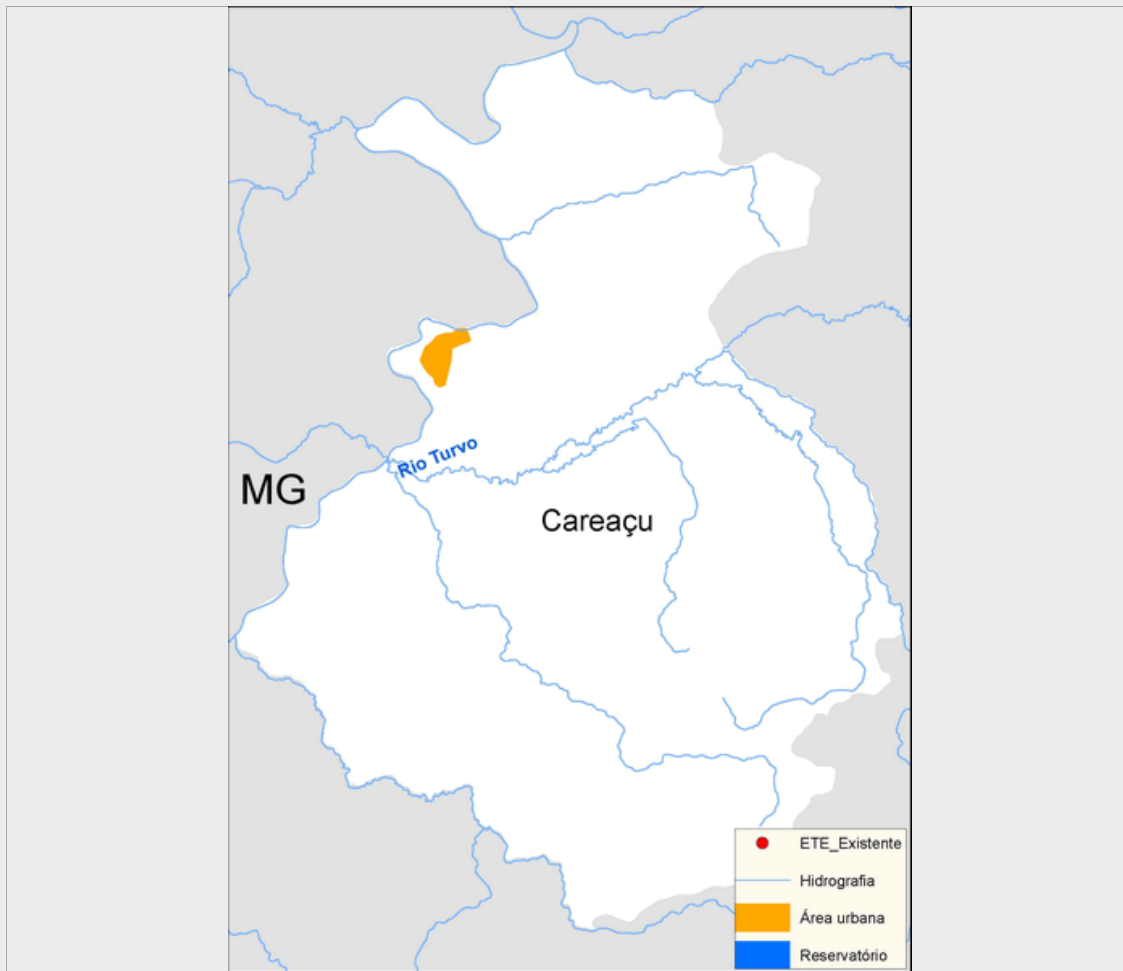 Rio Turvo
MG
Careaçu
ETE_Existente
Hidrografia
Área urbana
Reservatório